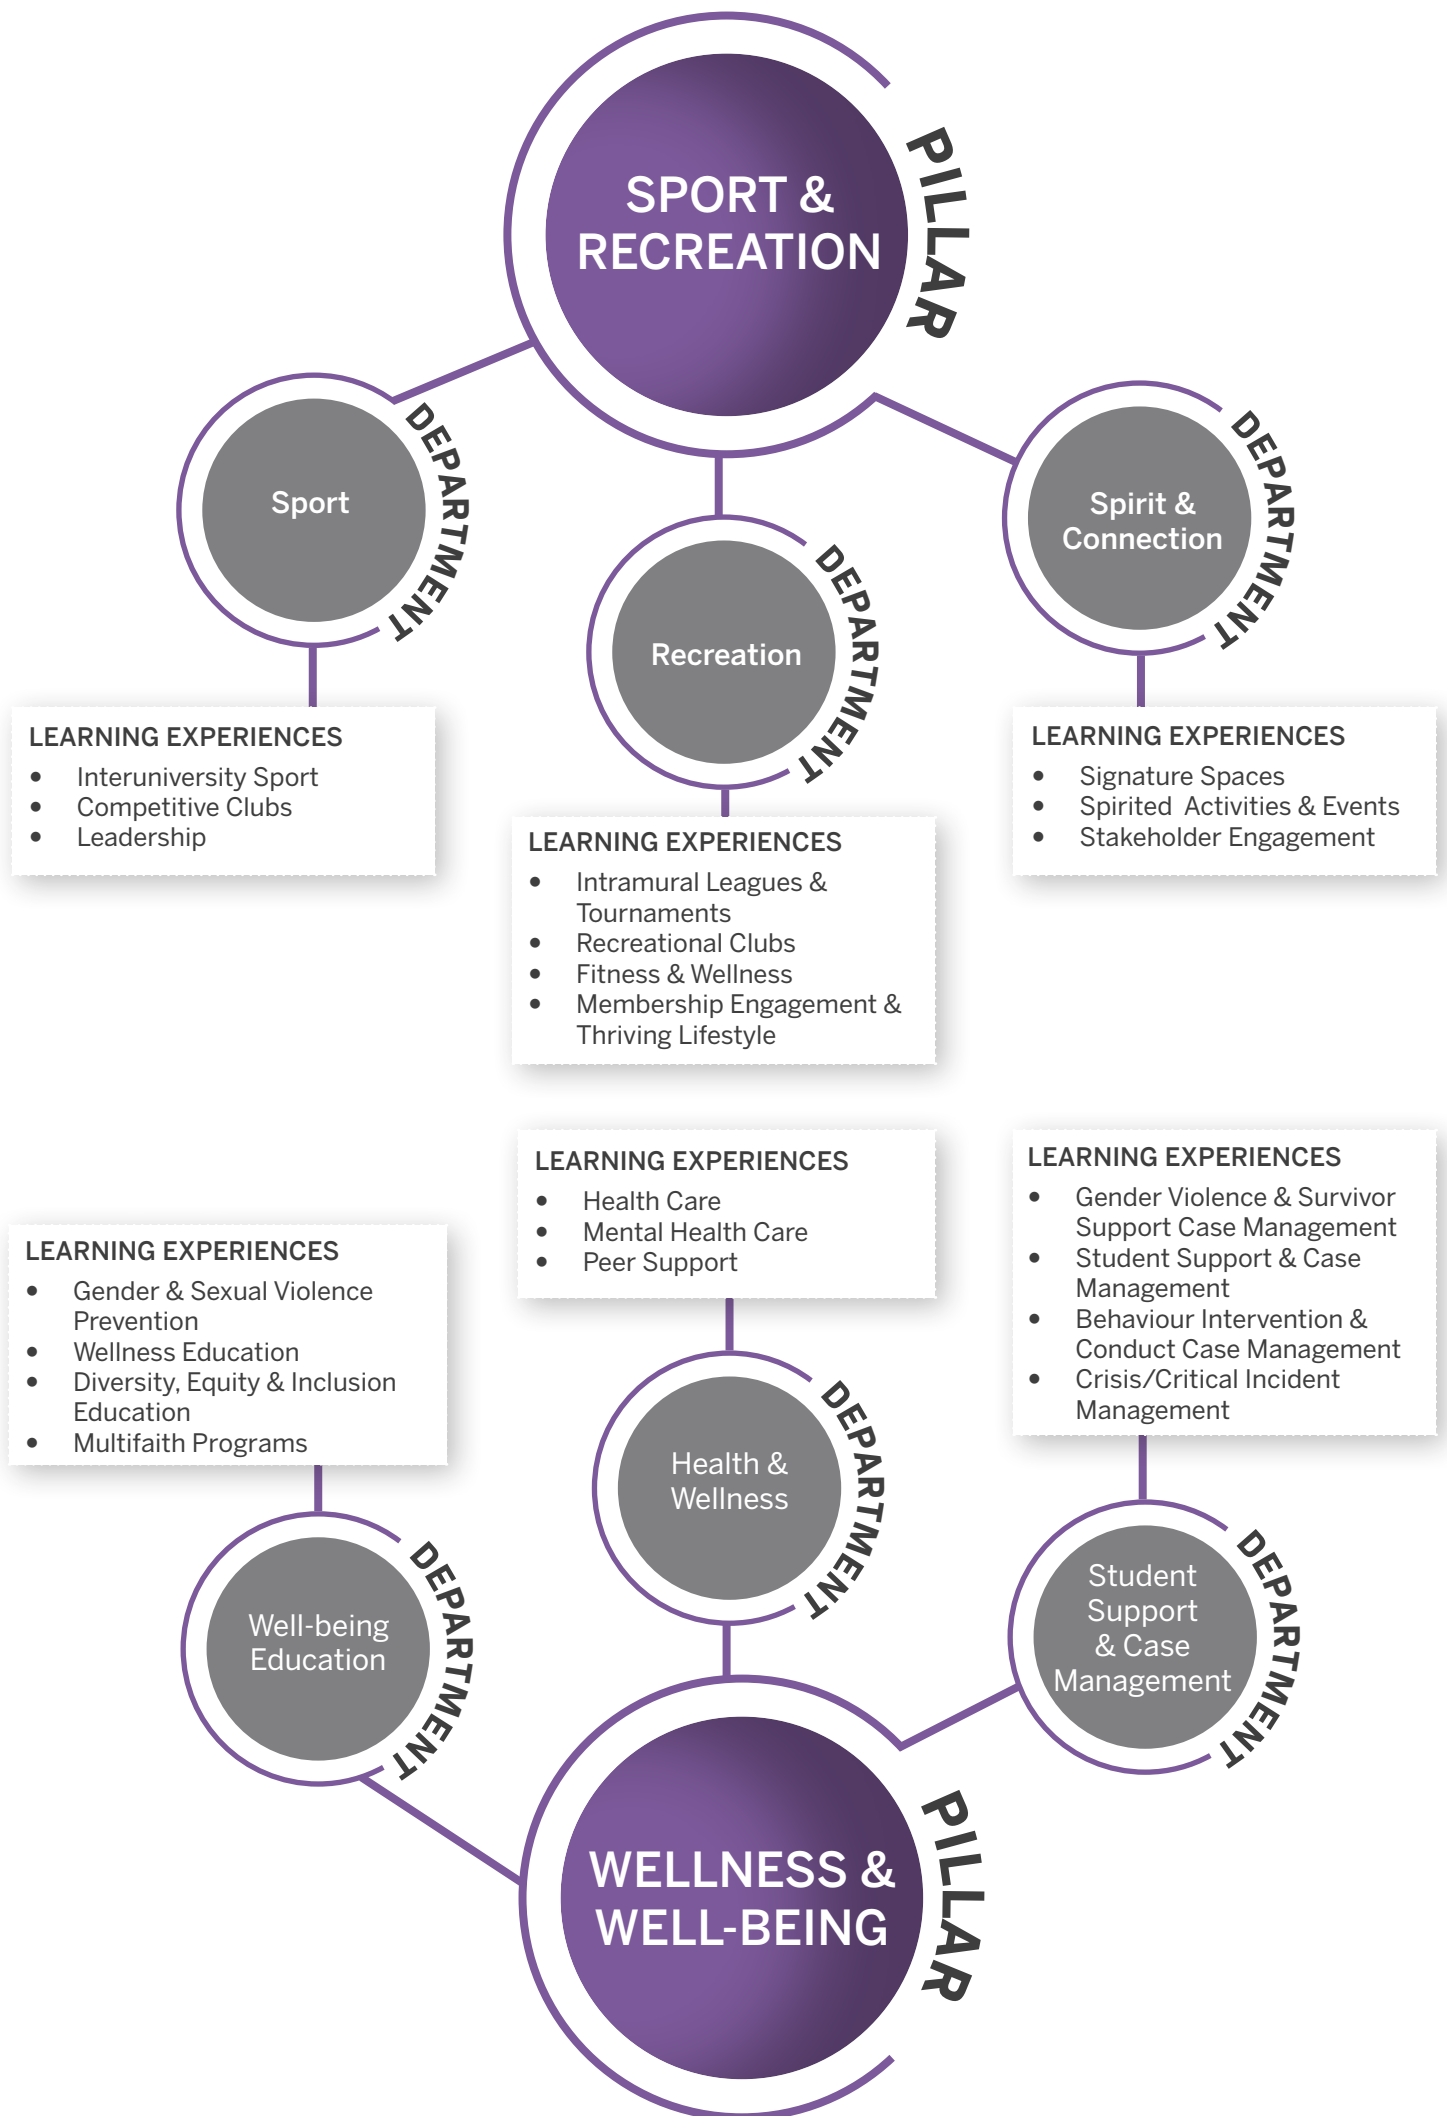 SPORT &
RECREATION
PILLAR
Sport
DEPARTMENT
Recreation
DEPARTMENT
Spirit &
Connection
DEPARTMENT
LEARNING EXPERIENCES
• Interuniversity Sport
• Competitive Clubs
• Leadership
LEARNING EXPERIENCES
• Intramural Leagues &
Tournaments
• Recreational Clubs
• Fitness & Wellness
• Membership Engagement &
Thriving Lifestyle
LEARNING EXPERIENCES
• Signature Spaces
• Spirited Activities & Events
• Stakeholder Engagement
LEARNING EXPERIENCES
• Gender & Sexual Violence
Prevention
• Wellness Education
• Diversity, Equity & Inclusion
Education
• Multifaith Programs
LEARNING EXPERIENCES
• Health Care
• Mental Health Care
• Peer Support
LEARNING EXPERIENCES
• Gender Violence & Survivor
Support Case Management
• Student Support & Case
Management
• Behaviour Intervention &
Conduct Case Management
• Crisis/Critical Incident
Management
Well-being
Education
DEPARTMENT
Health &
Wellness
DEPARTMENT
Student
Support
& Case
Management
DEPARTMENT
WELLNESS &
WELL-BEING
PILLAR